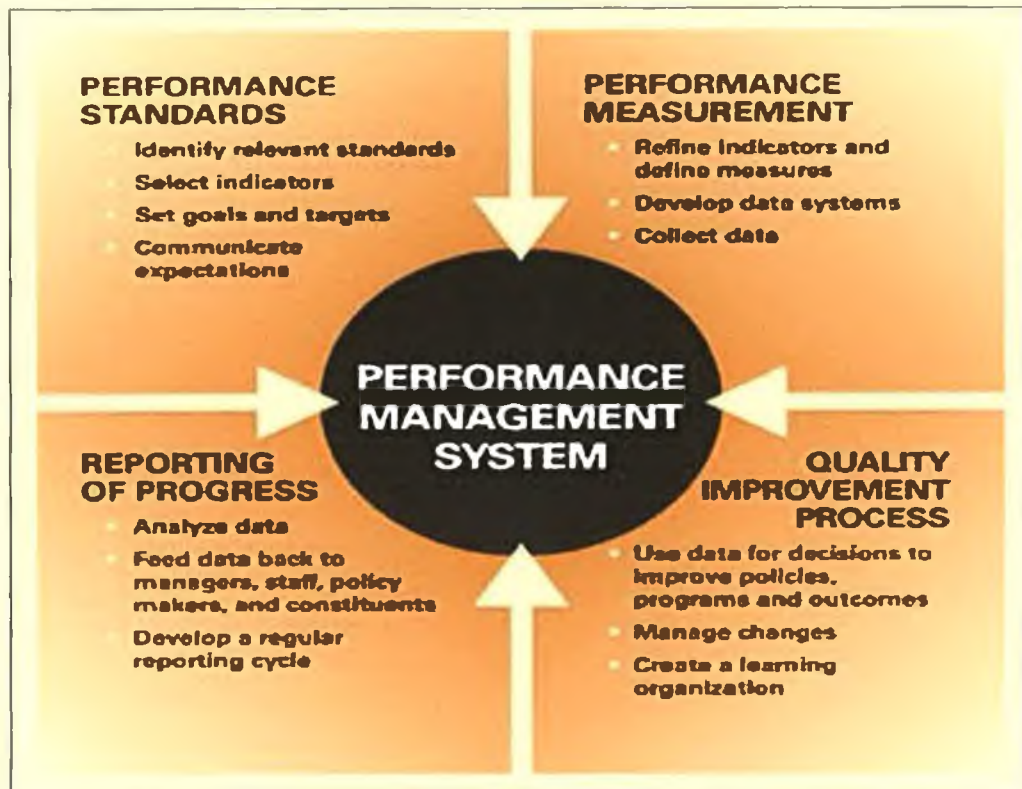 PERFORMANCE
STANDARDS
Identify relevant standards
Select indicators
Set goals and targets
Communicate
expectations
PERFORMANCE
MEASUREMENT
Refine indicators and
define measures
Develop data systems
Collect data
PERFORMANCE
MANAGEMENT
SYSTEM
REPORTING
OF PROGRESS
Analyze data
Feed data back to
managers, staff, policy
makers, and constituents
Develop a regular
reporting cycle
QUALITY
IMPROVEMENT
PROCESS
Use data for decisions to
improve policies,
programs and outcomes
Manage changes
Create a learning
organization